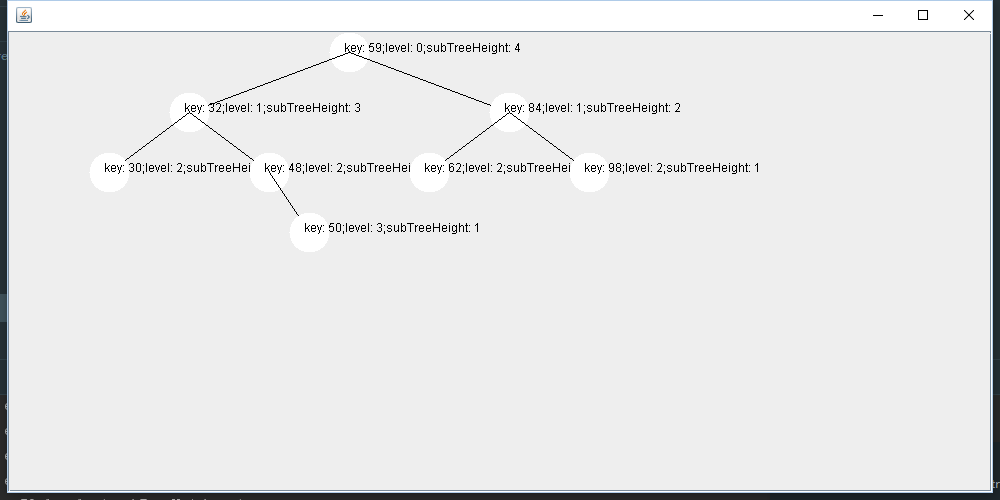 key: 59;level: 0;subTreeHeight: 4
key: 32;level: 1;subTreeHeight: 3
key: 84;level: 1;subTreeHeight: 2
key: 30;level: 2;subTreeHei
key: 48;level: 2;subTreeHei
key: 62;level: 2;subTreeHei
key: 98;level: 2;subTreeHeight: 1
key: 50;level: 3;subTreeHeight: 1